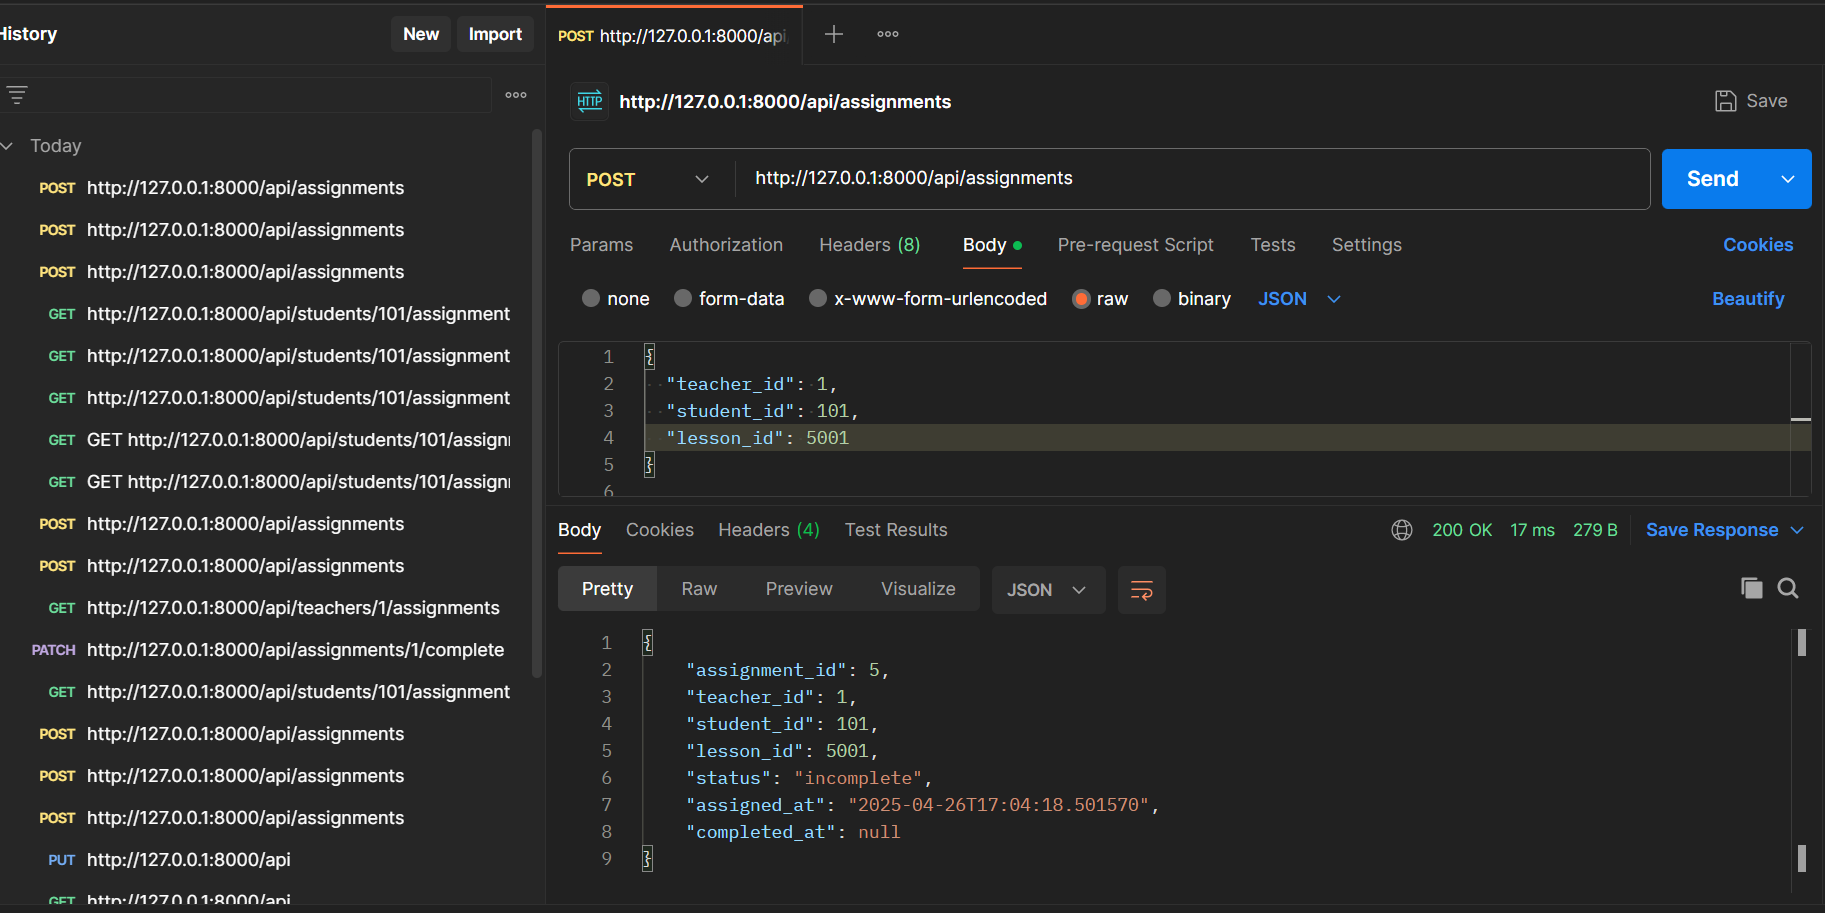 History
New
Import
Today
POST http://127.0.0.1:8000/api/assignments
POST http://127.0.0.1:8000/api/assignments
POST http://127.0.0.1:8000/api/assignments
GET http://127.0.0.1:8000/api/students/101/assignment
GET http://127.0.0.1:8000/api/students/101/assignment
GET http://127.0.0.1:8000/api/students/101/assignment
GET GET http://127.0.0.1:8000/api/students/101/assign
GET GET http://127.0.0.1:8000/api/students/101/assign
POST http://127.0.0.1:8000/api/assignments
POST http://127.0.0.1:8000/api/assignments
GET http://127.0.0.1:8000/api/teachers/1/assignments
PATCH http://127.0.0.1:8000/api/assignments/1/complete
GET http://127.0.0.1:8000/api/students/101/assignment
POST http://127.0.0.1:8000/api/assignments
POST http://127.0.0.1:8000/api/assignments
POST http://127.0.0.1:8000/api/assignments
PUT http://127.0.0.1:8000/api
GET http://127.0.0.1:8000/api
POST http://127.0.0.1:8000/api
HTTP http://127.0.0.1:8000/api/assignments
Save
POST http://127.0.0.1:8000/api/assignments
Send
Params Authorization Headers (8) Body Pre-request Script Tests Settings Cookies
none form-data x-www-form-urlencoded raw binary JSON Beautify
1 {
2 "teacher_id": 1,
3 "student_id": 101,
4 "lesson_id": 5001
5 }
6
Body Cookies Headers (4) Test Results 200 OK 17 ms 279 B Save Response
Pretty Raw Preview Visualize JSON
1 {
2 "assignment_id": 5,
3 "teacher_id": 1,
4 "student_id": 101,
5 "lesson_id": 5001,
6 "status": "incomplete",
7 "assigned_at": "2025-04-26T17:04:18.501570",
8 "completed_at": null
9 }